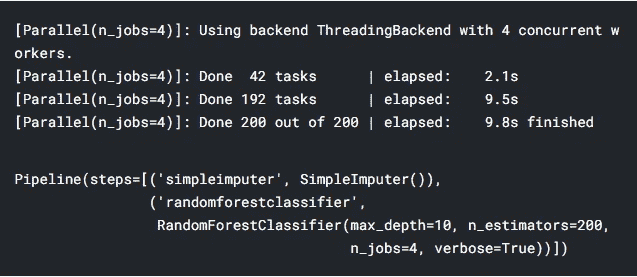 [Parallel(n_jobs=4)]: Using backend ThreadingBackend with 4 concurrent w
orkers.
[Parallel(n_jobs=4)]: Done  42 tasks      | elapsed:    2.1s
[Parallel(n_jobs=4)]: Done 192 tasks      | elapsed:    9.5s
[Parallel(n_jobs=4)]: Done 200 out of 200 | elapsed:    9.8s finished
Pipeline(steps=[('simpleimputer', SimpleImputer()),
                ('randomforestclassifier',
                 RandomForestClassifier(max_depth=10, n_estimators=200,
                                        n_jobs=4, verbose=True))])